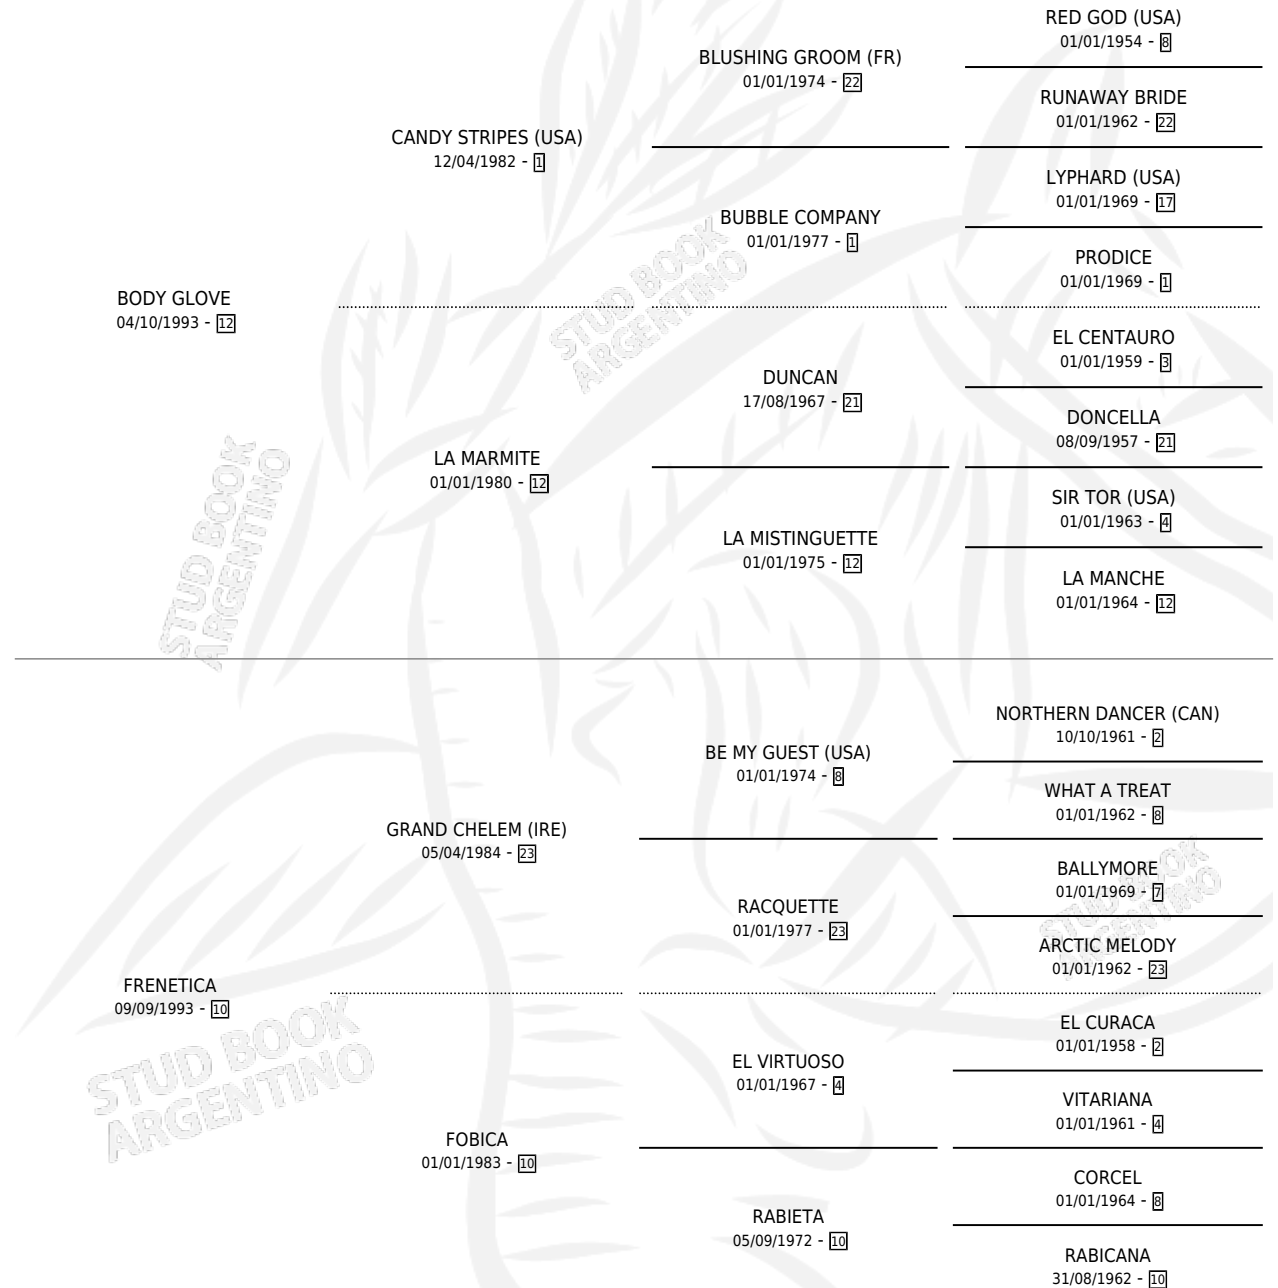 RED GOD (USA)
01/01/1954 - 8
BLUSHING GROOM (FR)
01/01/1974 - 22
RUNAWAY BRIDE
01/01/1962 - 22
CANDY STRIPES (USA)
12/04/1982 - 1
LYPHARD (USA)
01/01/1969 - 17
BUBBLE COMPANY
01/01/1977 - 1
PRODICE
01/01/1969 - 1
BODY GLOVE
04/10/1993 - 12
EL CENTAURO
01/01/1959 - 3
DUNCAN
17/08/1967 - 21
DONCELLA
08/09/1957 - 21
LA MARMITE
01/01/1980 - 12
SIR TOR (USA)
01/01/1963 - 4
LA MISTINGUETTE
01/01/1975 - 12
LA MANCHE
01/01/1964 - 12
STUD BOOK
ARGENTINO
STUD BOOK
ARGENTINO
NORTHERN DANCER (CAN)
10/10/1961 - 2
BE MY GUEST (USA)
01/01/1974 - 8
WHAT A TREAT
01/01/1962 - 8
GRAND CHELEM (IRE)
05/04/1984 - 23
BALLYMORE
01/01/1969 - 7
RACQUETTE
01/01/1977 - 23
ARCTIC MELODY
01/01/1962 - 23
STUD BOOK
ARGENTINO
FRENETICA
09/09/1993 - 10
EL CURACA
01/01/1958 - 2
EL VIRTUOSO
01/01/1967 - 4
VITARIANA
01/01/1961 - 4
STUD BOOK
ARGENTINO
FOBICA
01/01/1983 - 10
CORCEL
01/01/1964 - 8
RABIETA
05/09/1972 - 10
RABICANA
31/08/1962 - 10